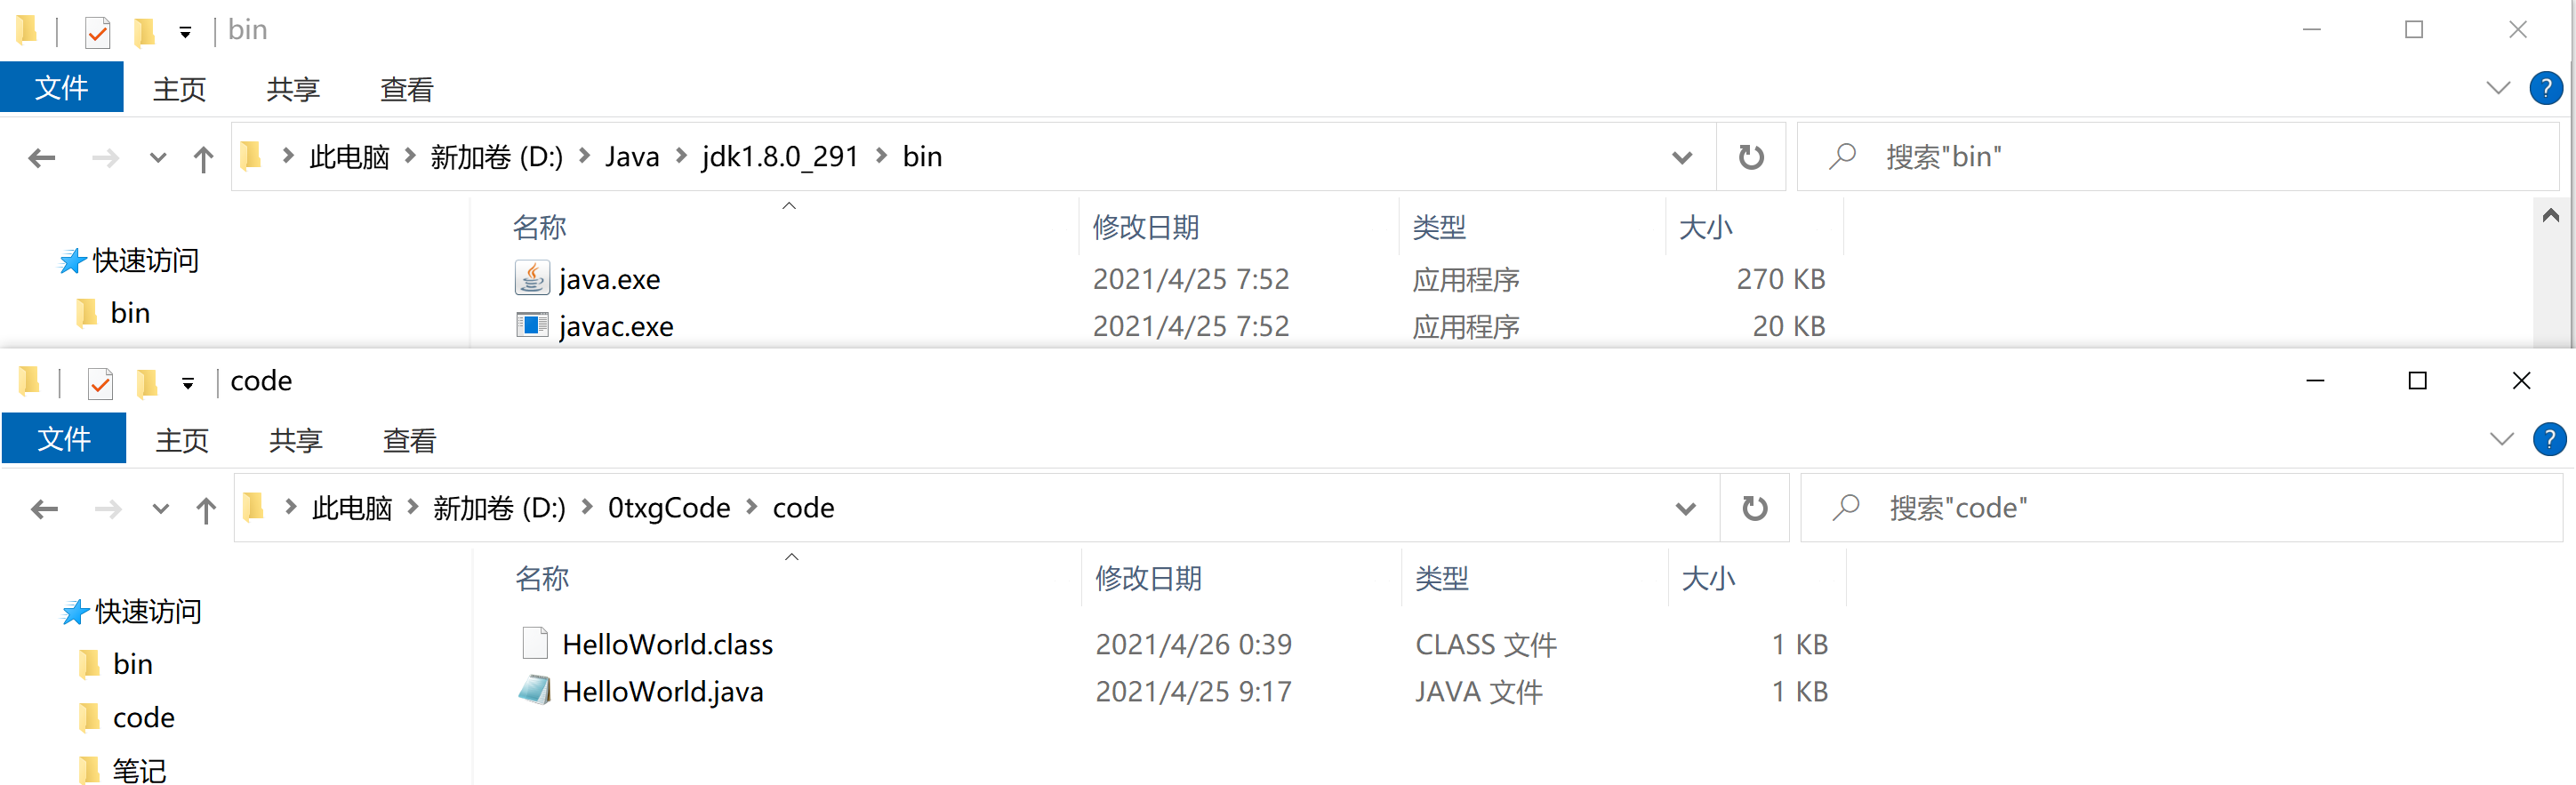 bin
文件 主页 共享 查看
此电脑 新加卷 (D:) Java jdk1.8.0_291 bin 搜索"bin"
名称 修改日期 类型 大小
快速访问
java.exe 2021/4/25 7:52 应用程序 270 KB
bin
javac.exe 2021/4/25 7:52 应用程序 20 KB
code
文件 主页 共享 查看
此电脑 新加卷 (D:) 0txgCode code 搜索"code"
名称 修改日期 类型 大小
快速访问
HelloWorld.class 2021/4/26 0:39 CLASS 文件 1 KB
bin
HelloWorld.java 2021/4/25 9:17 JAVA 文件 1 KB
code
笔记